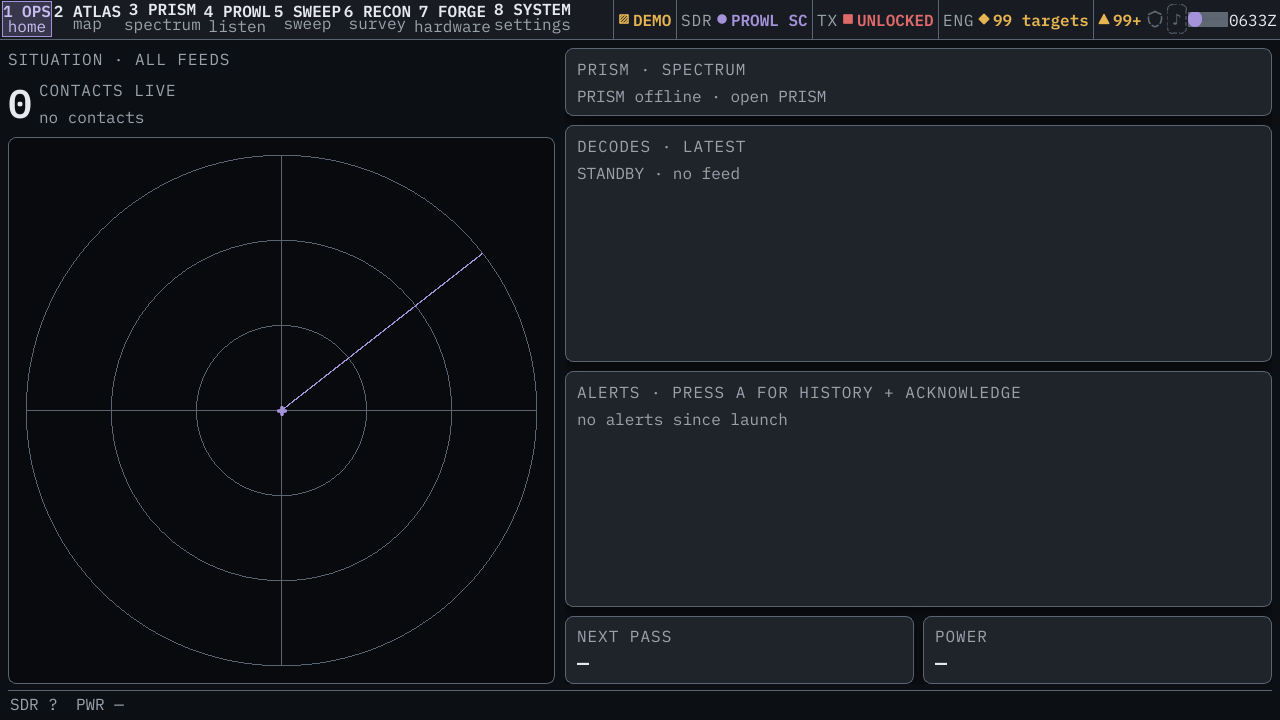 1 OPS 2 ATLAS 3 PRISM 4 PROWL 5 SWEEP 6 RECON 7 FORGE 8 SYSTEM
home map spectrum listen sweep survey hardware settings
DEMO SDR PROWL SC TX UNLOCKED ENG 99 targets 99+ 0633Z
SITUATION · ALL FEEDS
0 CONTACTS LIVE
no contacts
PRISM · SPECTRUM
PRISM offline · open PRISM
DECODES · LATEST
STANDBY · no feed
ALERTS · PRESS A FOR HISTORY + ACKNOWLEDGE
no alerts since launch
NEXT PASS
—
POWER
—
SDR ? PWR —